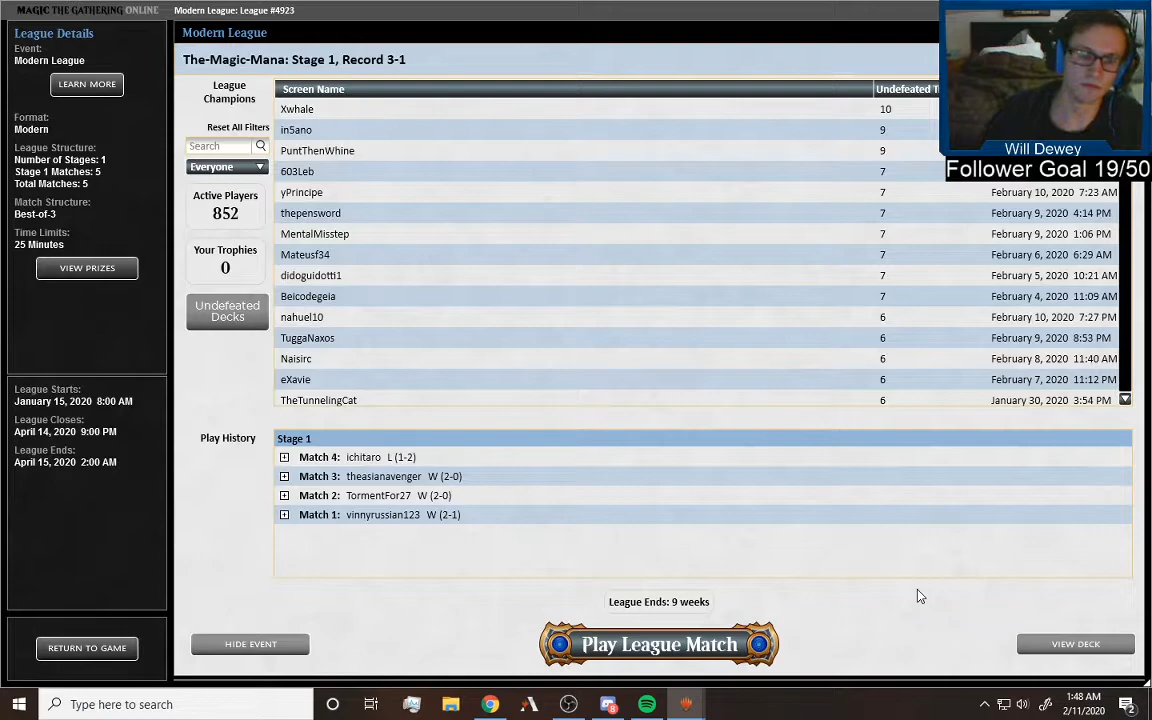 MAGIC THE GATHERING ONLINE
Modern League: League #4923
League Details
Event:
Modern League
LEARN MORE
Format:
Modern
League Structure:
Number of Stages: 1
Stage 1 Matches: 5
Total Matches: 5
Match Structure:
Best-of-3
Time Limits:
25 Minutes
VIEW PRIZES
League Starts:
January 15, 2020 8:00 AM
League Closes:
April 14, 2020 9:00 PM
League Ends:
April 15, 2020 2:00 AM
RETURN TO GAME
Modern League
The-Magic-Mana: Stage 1, Record 3-1
League Champions
Reset All Filters
Search
Everyone
Active Players
852
Your Trophies
0
Undefeated Decks
Screen Name Undefeated T
Xwhale 10
in5ano 9
PuntThenWhine 9
603Leb 7
yPrincipe 7 February 10, 2020 7:23 AM
thepensword 7 February 9, 2020 4:14 PM
MentalMisstep 7 February 9, 2020 1:06 PM
Mateusf34 7 February 6, 2020 6:29 AM
didoguidotti1 7 February 5, 2020 10:21 AM
Beicodegeia 7 February 4, 2020 11:09 AM
nahuel10 6 February 10, 2020 7:27 PM
TuggaNaxos 6 February 9, 2020 8:53 PM
Naisirc 6 February 8, 2020 11:40 AM
eXavie 6 February 7, 2020 11:12 PM
TheTunnelingCat 6 January 30, 2020 3:54 PM
Will Dewey
Follower Goal 19/50
Play History
Stage 1
Match 4: ichitaro L (1-2)
Match 3: theasianavenger W (2-0)
Match 2: TormentFor27 W (2-0)
Match 1: vinnyrussian123 W (2-1)
League Ends: 9 weeks
HIDE EVENT
Play League Match
VIEW DECK
Type here to search
8
1:48 AM
2/11/2020
2